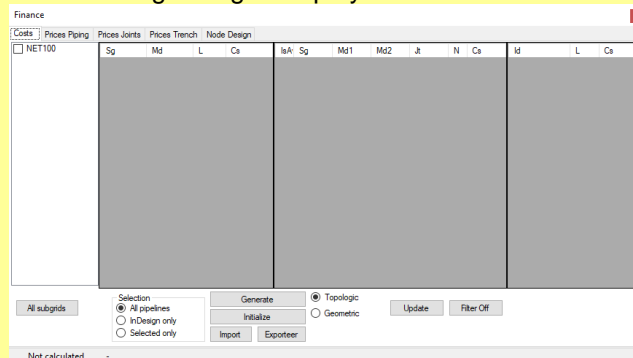 Finance
Costs Prices Piping Prices Joints Prices Trench Node Design
NET100
Sg Md L Cs IsA Sg Md1 Md2 Jt N Cs Id L Cs
Selection
All pipelines
InDesign only
Selected only
All subgrids
Generate
Initialize
Import Exporteer
Topologic
Geometric
Update Filter Off
Not calculated -